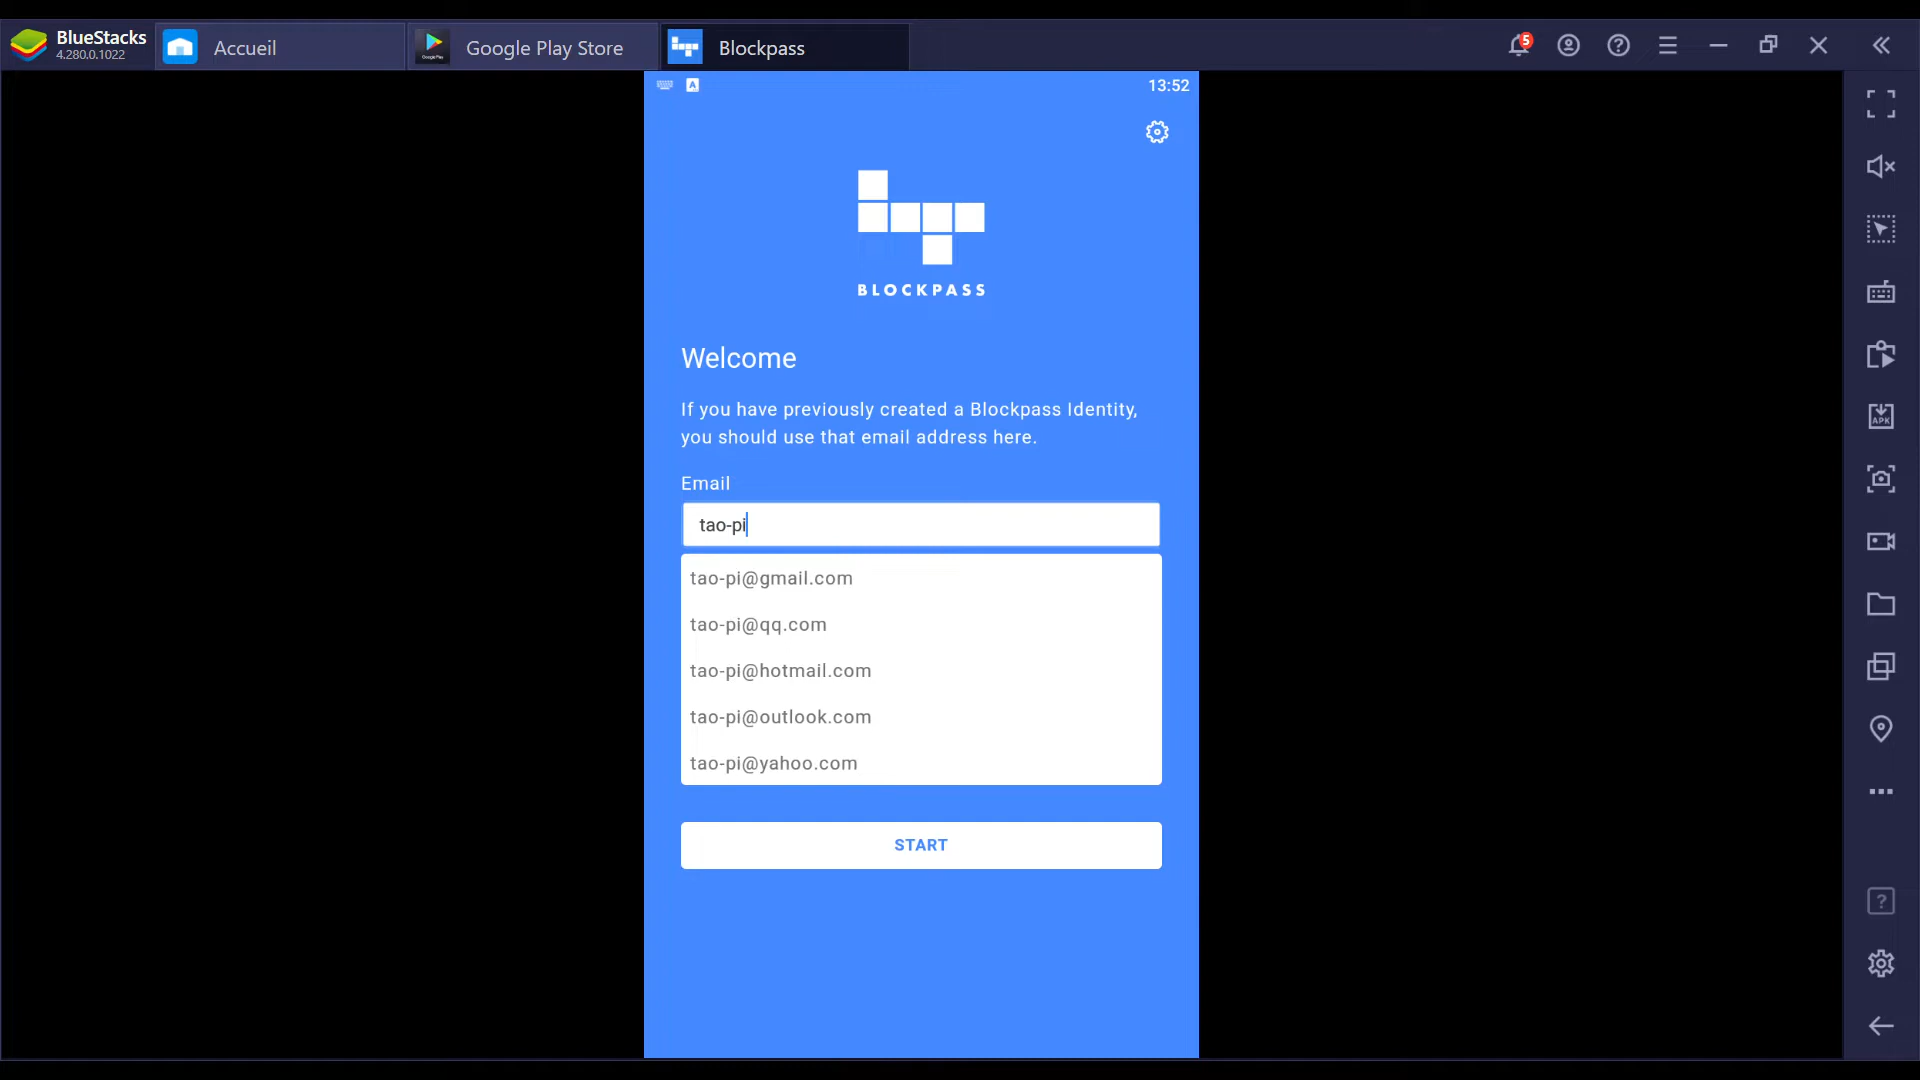 BlueStacks
4.280.0.1022
Accueil
Google Play Store
Blockpass
5
13:52
BLOCKPASS
Welcome
If you have previously created a Blockpass Identity,
you should use that email address here.
Email
tao-pi
tao-pi@gmail.com
tao-pi@qq.com
tao-pi@hotmail.com
tao-pi@outlook.com
tao-pi@yahoo.com
START